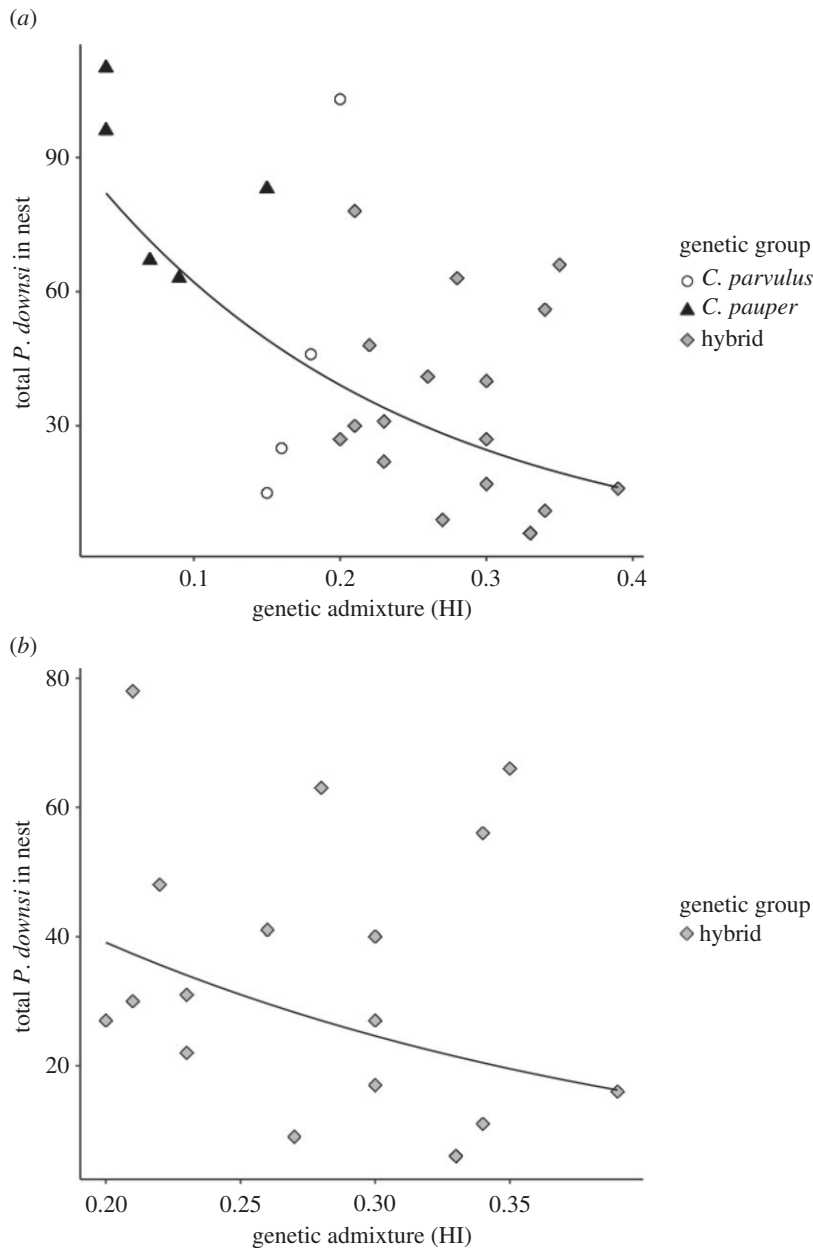 (a)
90
60
30
total P. downsi in nest
0.1 0.2 0.3 0.4
genetic admixture (HI)
genetic group
C. parvulus
C. pauper
hybrid
(b)
80
60
40
20
total P. downsi in nest
0.20 0.25 0.30 0.35
genetic admixture (HI)
genetic group
hybrid